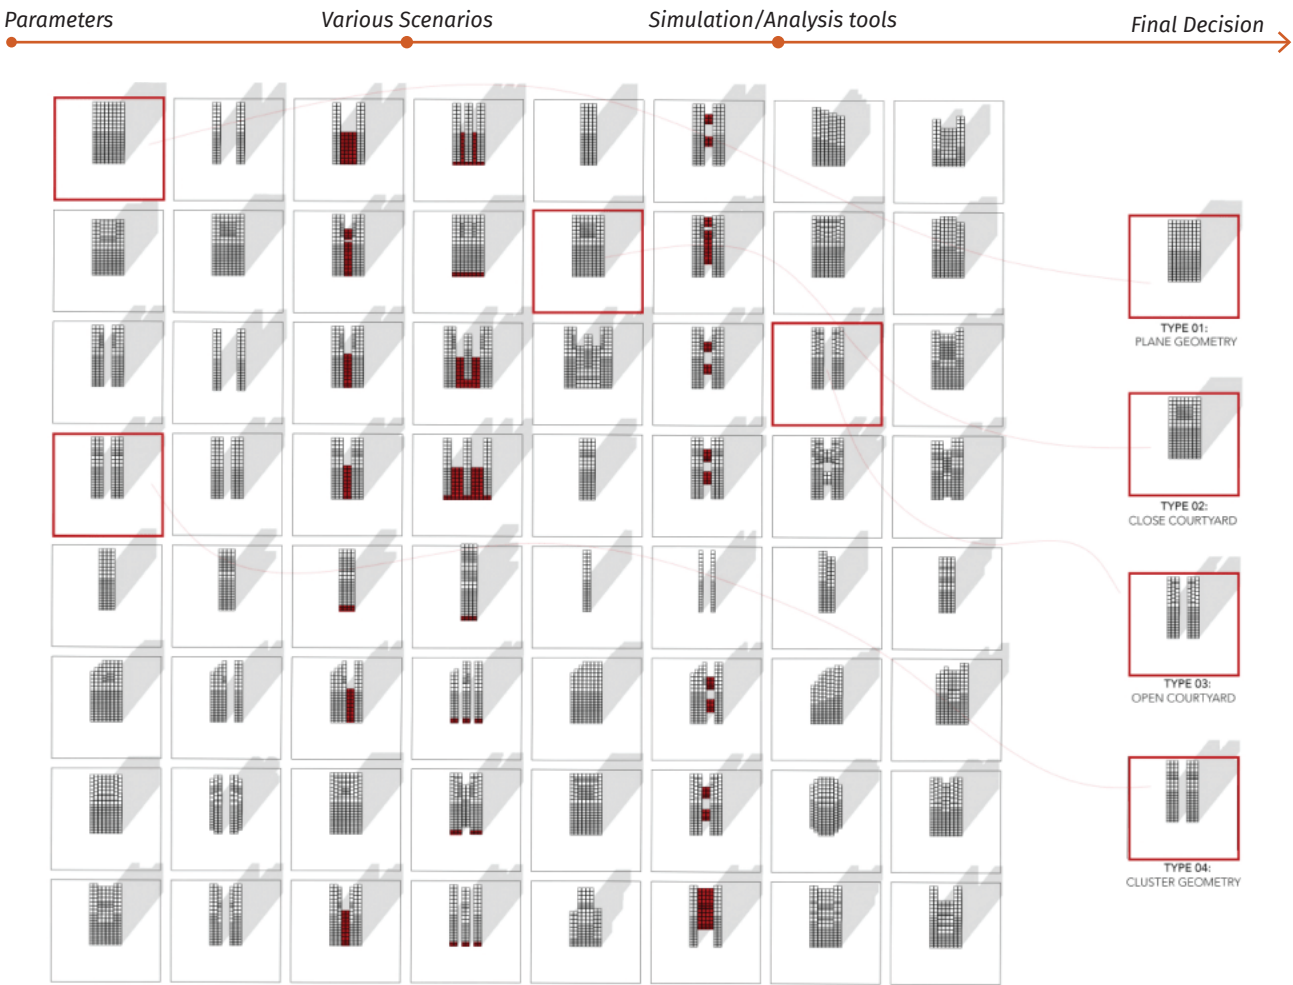 Parameters
Various Scenarios
Simulation/Analysis tools
Final Decision
TYPE 01:
PLANE GEOMETRY
TYPE 02:
CLOSE COURTYARD
TYPE 03:
OPEN COURTYARD
TYPE 04:
CLUSTER GEOMETRY